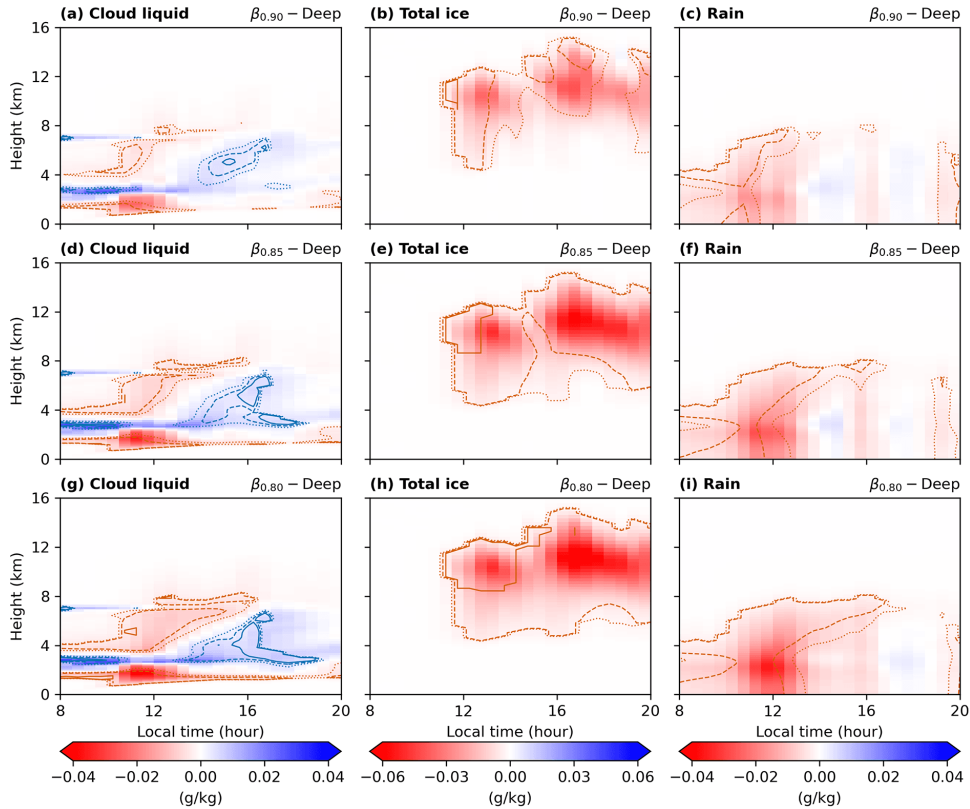 (a) Cloud liquid β0.90 − Deep (b) Total ice β0.90 − Deep (c) Rain β0.90 − Deep
16
12
8
4
0
Height (km)
(d) Cloud liquid β0.85 − Deep (e) Total ice β0.85 − Deep (f) Rain β0.85 − Deep
16
12
8
4
0
Height (km)
(g) Cloud liquid β0.80 − Deep (h) Total ice β0.80 − Deep (i) Rain β0.80 − Deep
16
12
8
4
0
Height (km)
8 12 16 20 8 12 16 20 8 12 16 20
Local time (hour) Local time (hour) Local time (hour)
−0.04 −0.02 0.00 0.02 0.04 −0.06 −0.03 0.00 0.03 0.06 −0.04 −0.02 0.00 0.02 0.04
(g/kg) (g/kg) (g/kg)